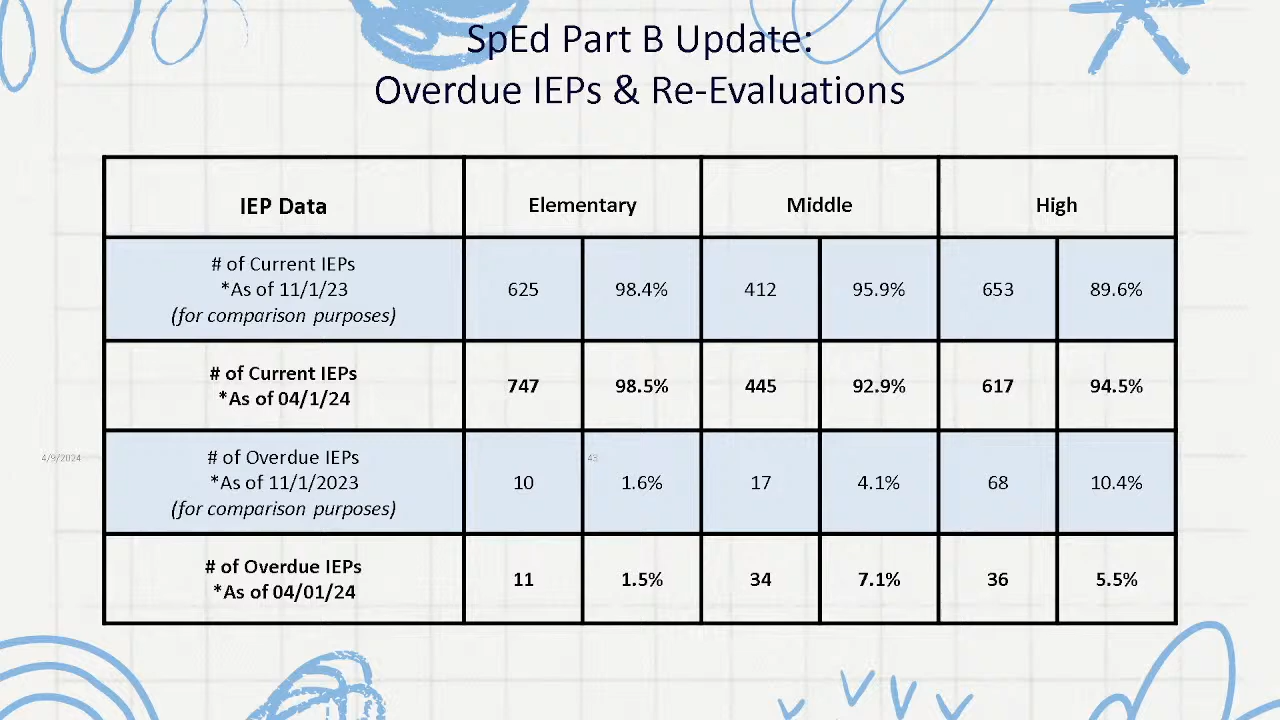 SpEd Part B Update:
Overdue IEPs & Re-Evaluations
IEP Data
Elementary
Middle
High
# of Current IEPs
*As of 11/1/23
(for comparison purposes)
625
98.4%
412
95.9%
653
89.6%
# of Current IEPs
*As of 04/1/24
747
98.5%
445
92.9%
617
94.5%
# of Overdue IEPs
*As of 11/1/2023
(for comparison purposes)
10
1.6%
17
4.1%
68
10.4%
# of Overdue IEPs
*As of 04/01/24
11
1.5%
34
7.1%
36
5.5%
4/9/2024
43